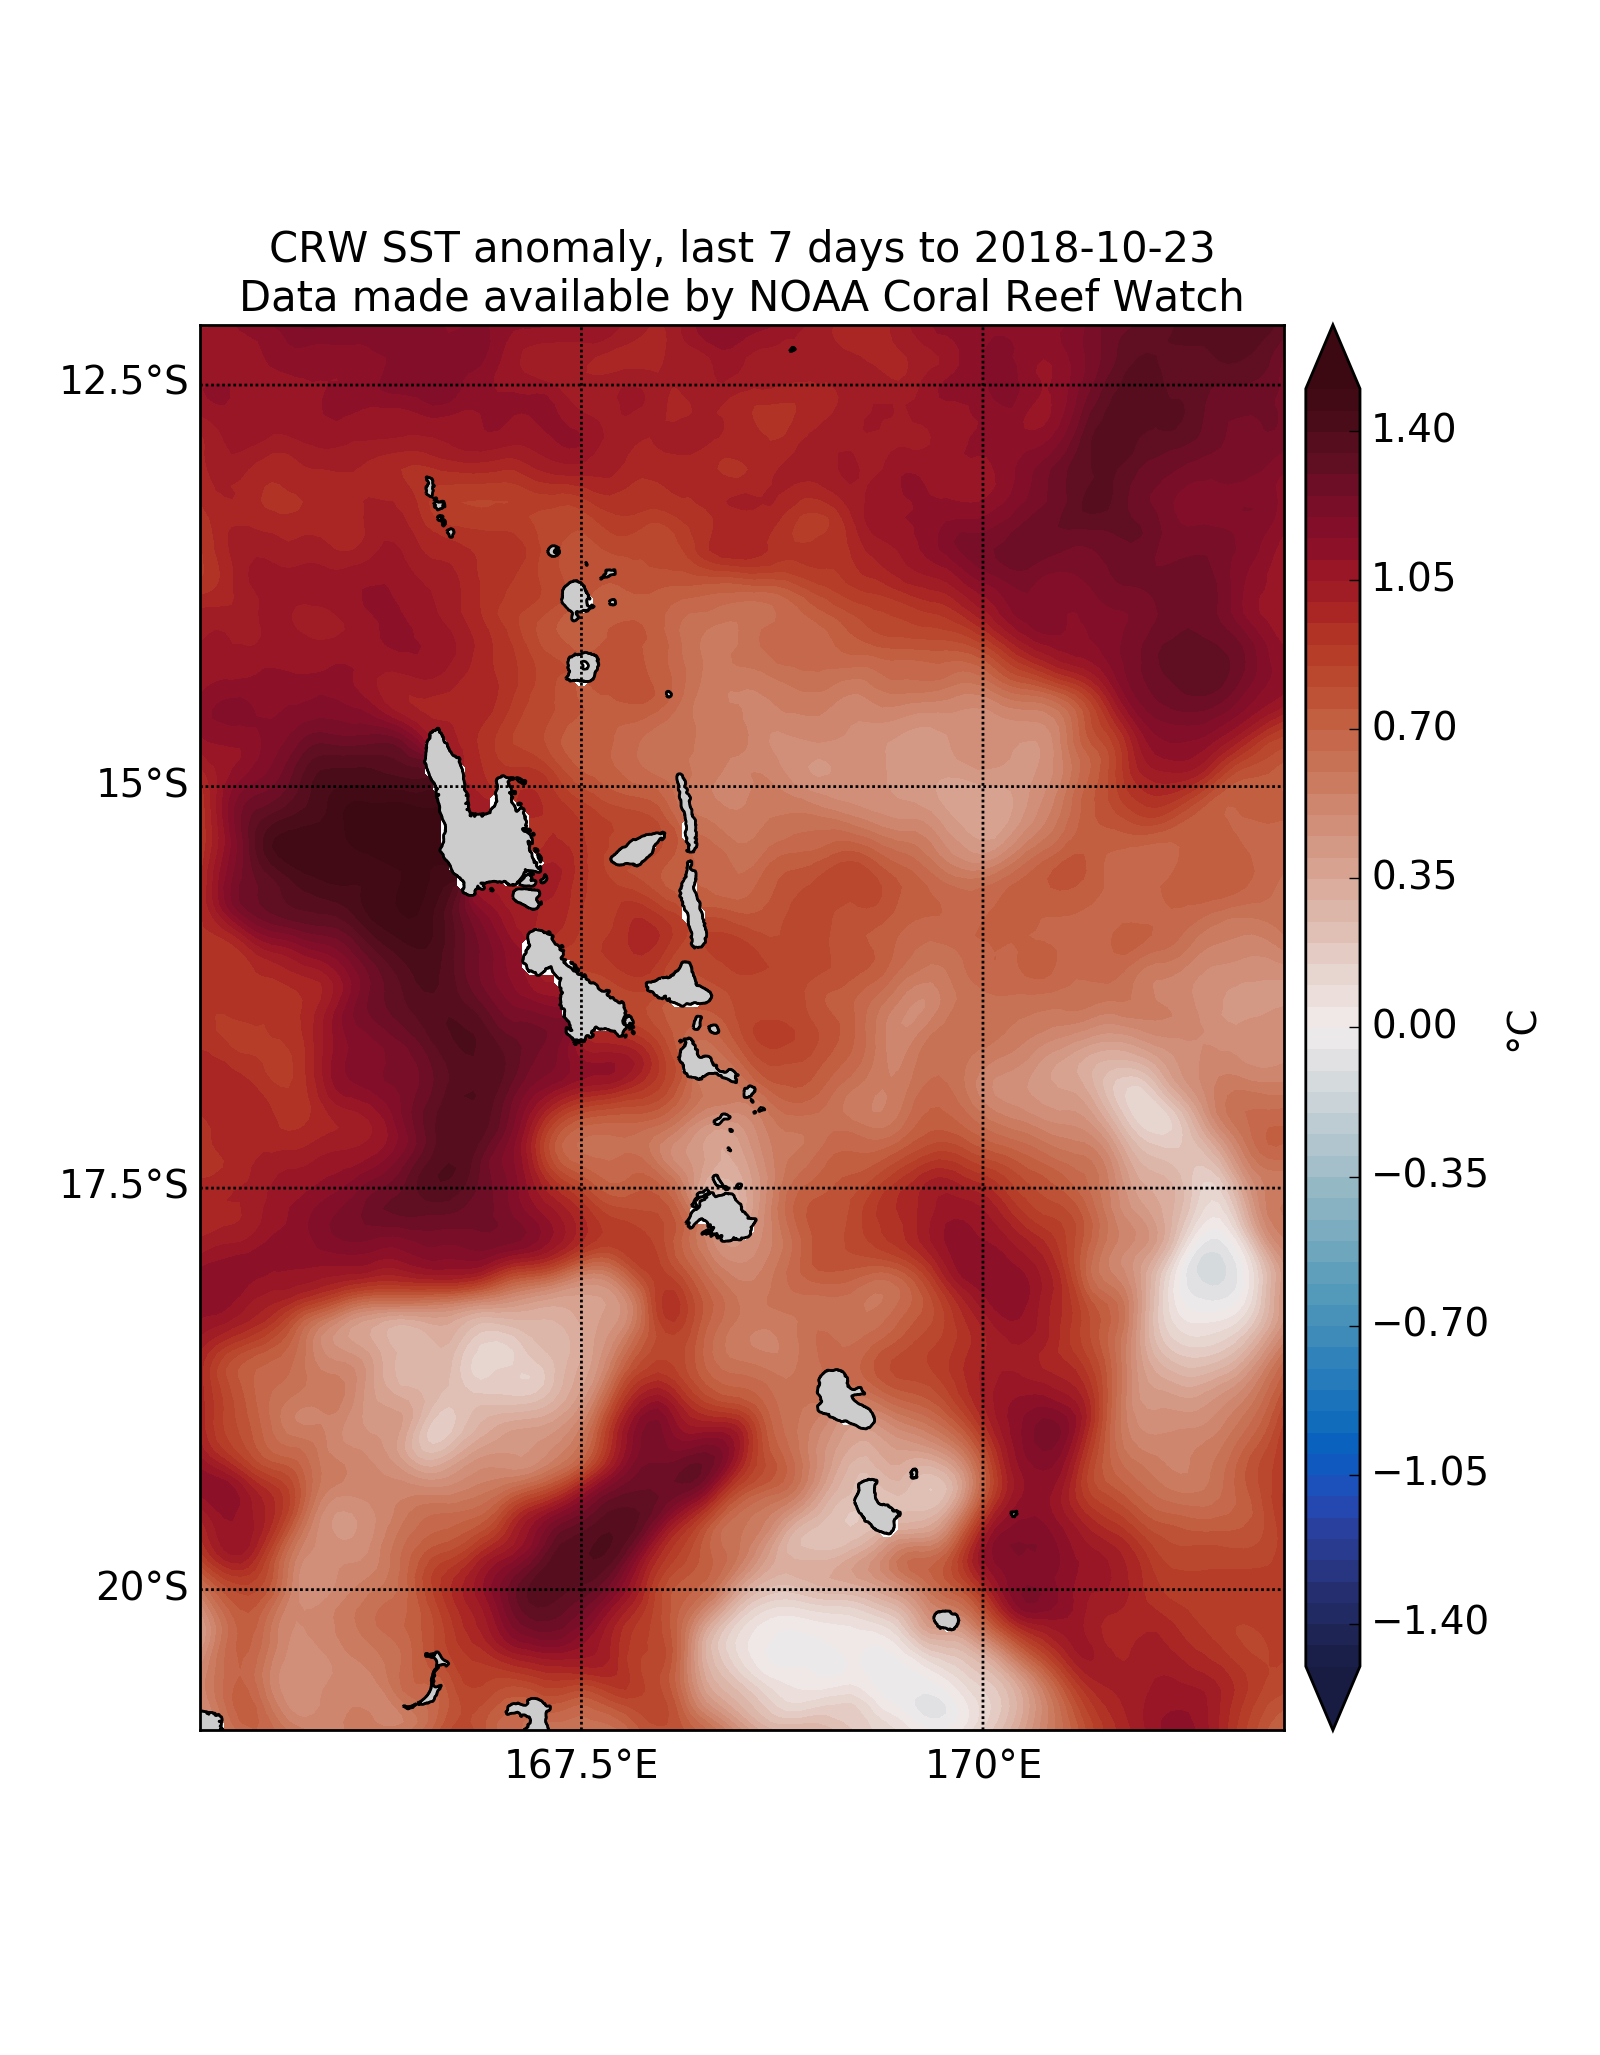 CRW SST anomaly, last 7 days to 2018-10-23
Data made available by NOAA Coral Reef Watch
12.5°S
15°S
17.5°S
20°S
167.5°E
170°E
1.40
1.05
0.70
0.35
0.00
−0.35
−0.70
−1.05
−1.40
°C